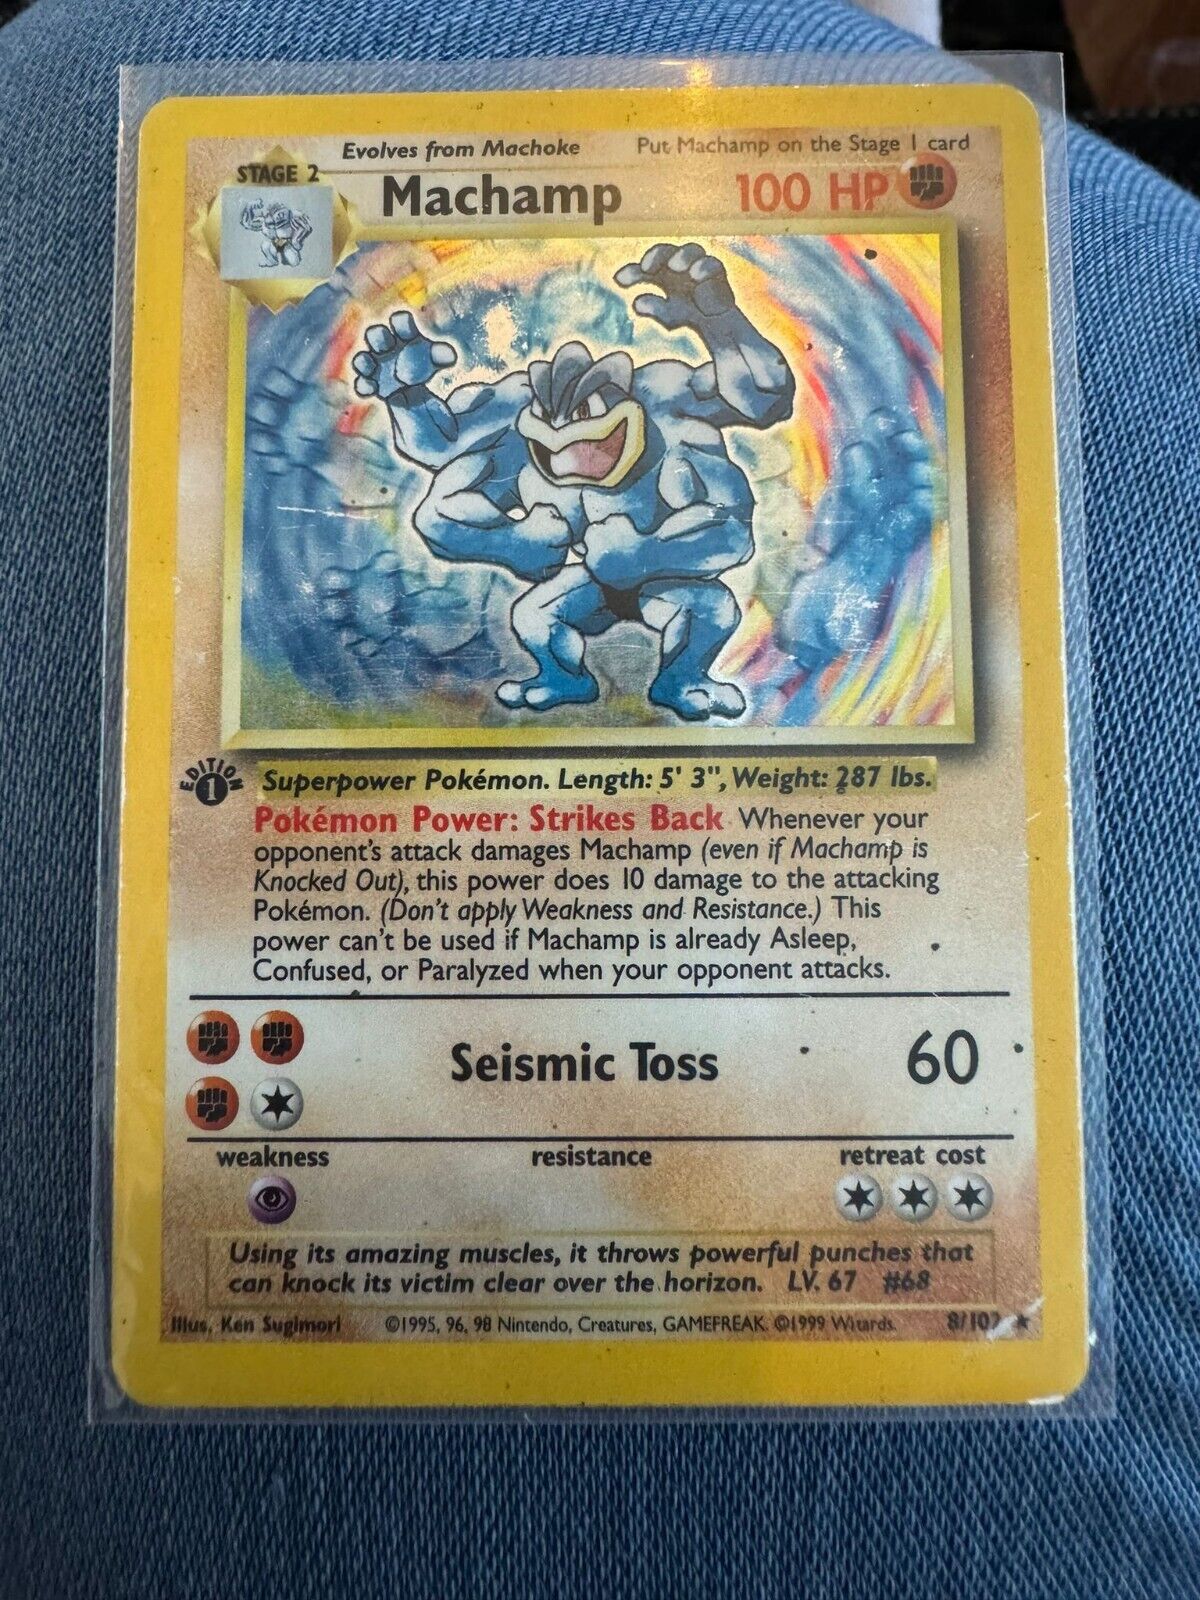 Evolves from Machoke Put Machamp on the Stage 1 card
STAGE 2
Machamp 100 HP
EDITION
1
Superpower Pokémon. Length: 5' 3", Weight: 287 lbs.
Pokémon Power: Strikes Back Whenever your
opponent's attack damages Machamp (even if Machamp is
Knocked Out), this power does 10 damage to the attacking
Pokémon. (Don't apply Weakness and Resistance.) This
power can't be used if Machamp is already Asleep,
Confused, or Paralyzed when your opponent attacks.
Seismic Toss 60
weakness resistance retreat cost
Using its amazing muscles, it throws powerful punches that
can knock its victim clear over the horizon. LV. 67 #68
Illus. Ken Sugimori ©1995, 96, 98 Nintendo, Creatures, GAMEFREAK. ©1999 Wizards. 8/102 ★